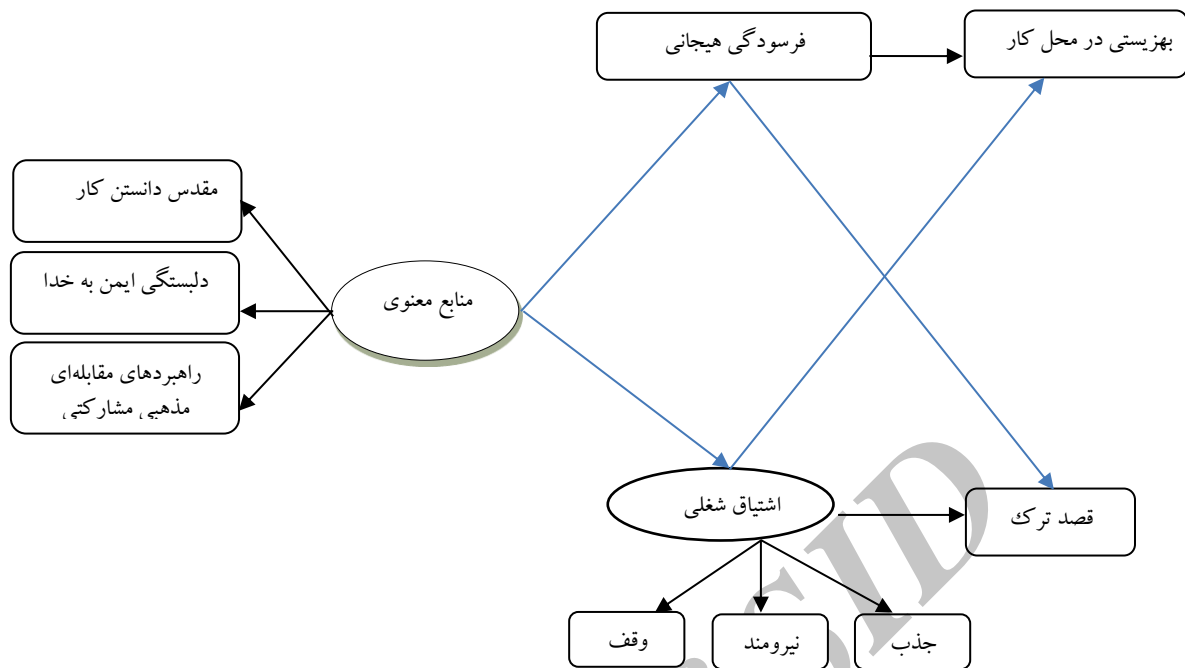 بهزیستی در محل کار
فرسودگی هیجانی
مقدس دانستن کار
دلبستگی ایمن به خدا
منابع معنوی
راهبردهای مقابله‌ای
مذهبی مشارکتی
اشتیاق شغلی
قصد ترک
جذب
نیرومند
وقف
SID